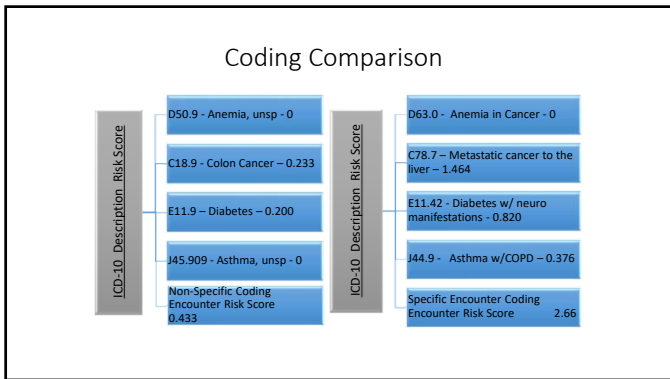 Coding Comparison
ICD-10 Description Risk Score
D50.9 - Anemia, unsp - 0
C18.9 - Colon Cancer – 0.233
E11.9 – Diabetes – 0.200
J45.909 - Asthma, unsp - 0
Non-Specific Coding
Encounter Risk Score
0.433
ICD-10 Description Risk Score
D63.0 - Anemia in Cancer - 0
C78.7 – Metastatic cancer to the
liver – 1.464
E11.42 - Diabetes w/ neuro
manifestations - 0.820
J44.9 - Asthma w/COPD – 0.376
Specific Encounter Coding
Encounter Risk Score 2.66